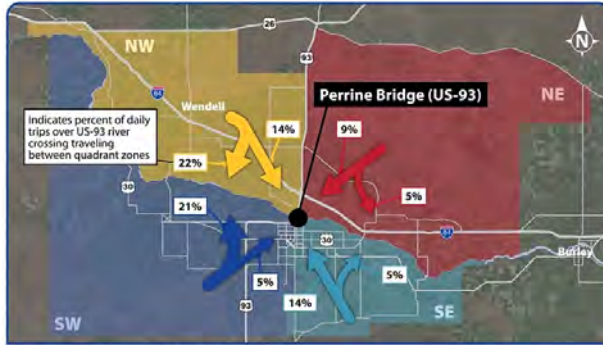 26
93
NW
NE
Wendell
Perrine Bridge (US-93)
Indicates percent of daily
trips over US-93 river
crossing traveling
between quadrant zones
84
14%
9%
22%
5%
30
21%
30
84
Burley
5%
5%
14%
93
SW
SE
N